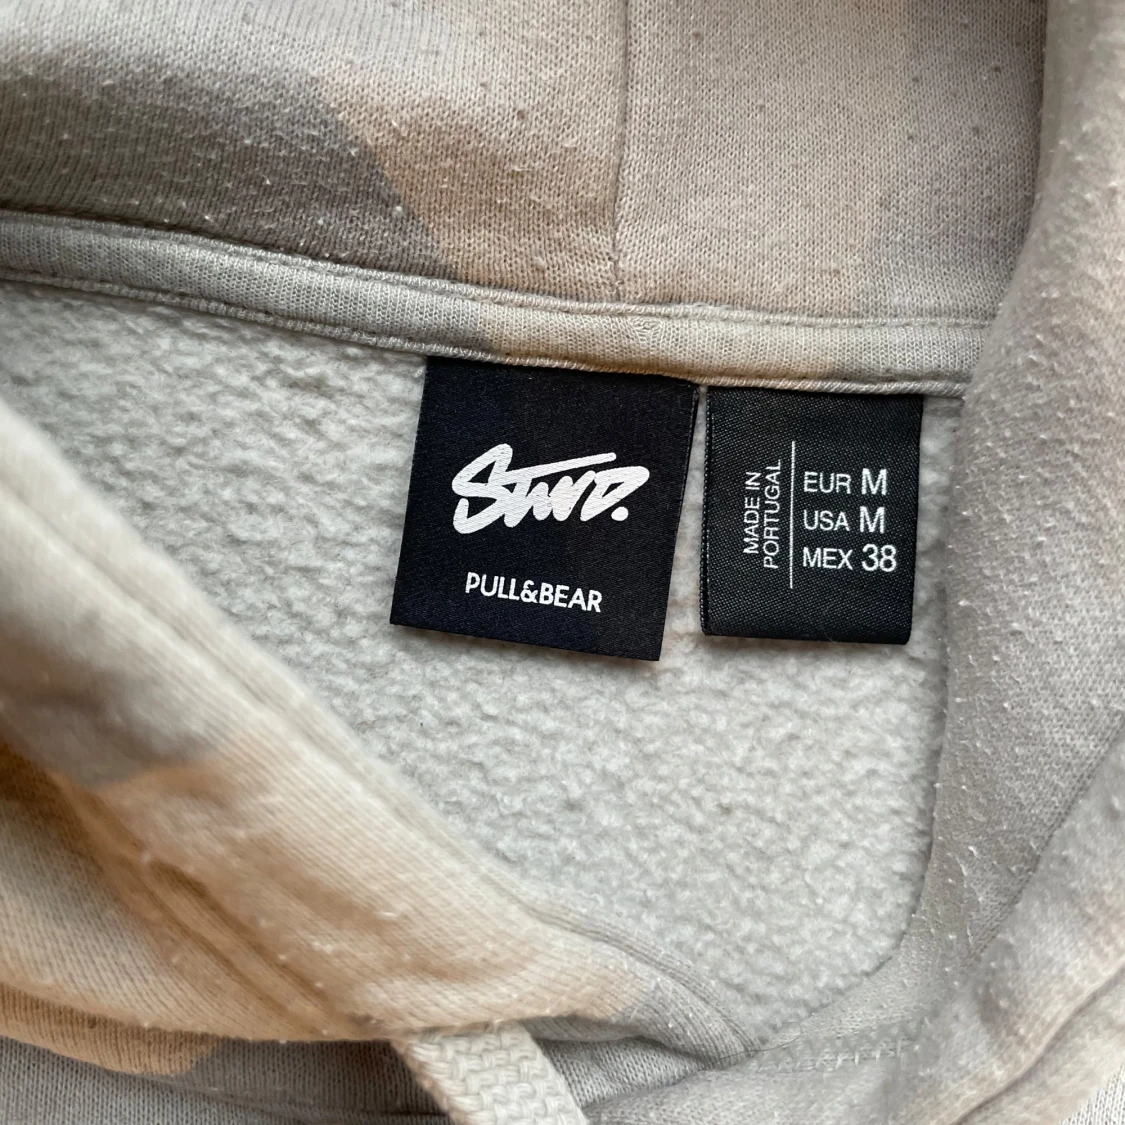 STWD.
PULL&BEAR
MADE IN
PORTUGAL
EUR M
USA M
MEX 38